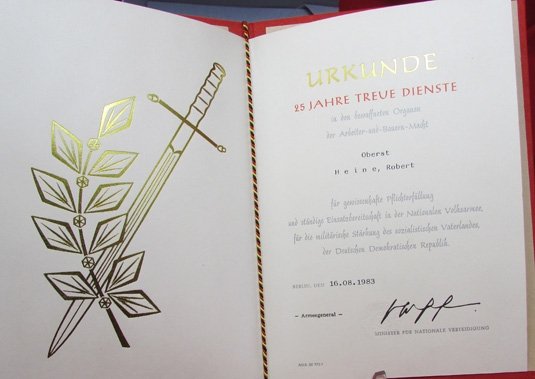 URKUNDE
25 JAHRE TREUE DIENSTE
in den bewaffneten Organen
der Arbeiter-und-Bauern-Macht
Oberst
Heine, Robert
für gewissenhafte Pflichterfüllung
und ständige Einsatzbereitschaft in der Nationalen Volksarmee,
für die militärische Stärkung des sozialistischen Vaterlandes,
der Deutschen Demokratischen Republik.
BERLIN, DEN 16.08.1983
- Armeegeneral -
MINISTER FÜR NATIONALE VERTEIDIGUNG